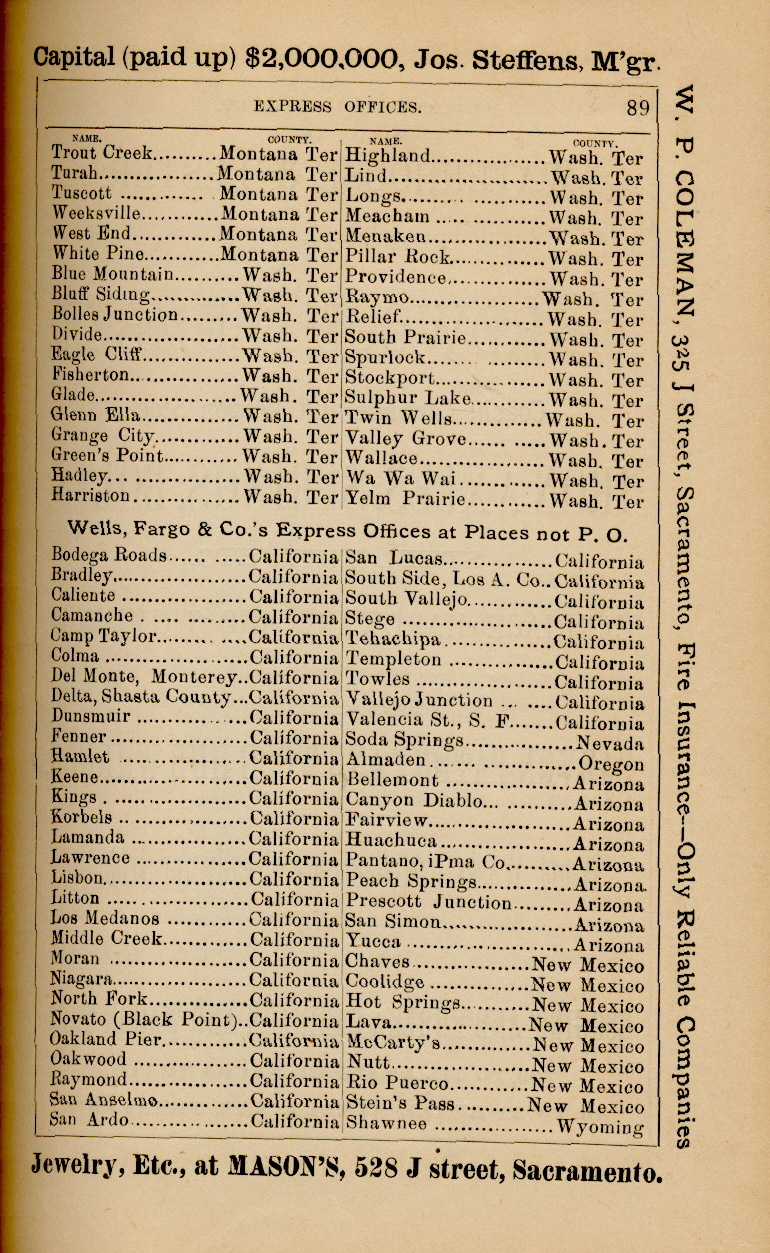 Capital (paid up) $2,000,000, Jos. Steffens, M'gr.
EXPRESS OFFICES. 89
NAME. COUNTY.
Trout Creek..........Montana Ter
Turah.................Montana Ter
Tuscott ............. Montana Ter
Weeksville............Montana Ter
West End.............Montana Ter
White Pine............Montana Ter
Blue Mountain..........Wash. Ter
Bluff Siding..............Wash. Ter
Bolles Junction.........Wash. Ter
Divide....................Wash. Ter
Eagle Cliff...............Wash. Ter
Fisherton................Wash. Ter
Glade.....................Wash. Ter
Glenn Ella...............Wash. Ter
Grange City.............Wash. Ter
Green's Point............Wash. Ter
Hadley... ................Wash. Ter
Harriston................Wash. Ter
NAME. COUNTY.
Highland.................Wash. Ter
Lind........................Wash. Ter
Longs......... ...........Wash. Ter
Meacham ..... ..........Wash. Ter
Menaken.................Wash. Ter
Pillar Rock..............Wash. Ter
Providence...............Wash. Ter
Raymo...................Wash. Ter
Relief.....................Wash. Ter
South Prairie............Wash. Ter
Spurlock....... .........Wash. Ter
Stockport................Wash. Ter
Sulphur Lake............Wash. Ter
Twin Wells..............Wash. Ter
Valley Grove...... .....Wash. Ter
Wallace..................Wash. Ter
Wa Wa Wai.............Wash. Ter
Yelm Prairie............Wash. Ter
Wells, Fargo & Co.'s Express Offices at Places not P. O.
Bodega Roads...... .....California
Bradley....................California
Caliente ..................California
Camanche . .... ..........California
Camp Taylor........ .....California
Colma ....................California
Del Monte, Monterey..California
Delta, Shasta County...California
Dunsmuir ............ ...California
Fenner....................California
Hamlet ..................California
Keene.....................California
Kings . ...................California
Korbels .. ...............California
Lamanda .................California
Lawrence ................California
Lisbon.....................California
Litton ..... ..............California
Los Medanos ...........California
Middle Creek............California
Moran ....................California
Niagara...................California
North Fork..............California
Novato (Black Point)..California
Oakland Pier............California
Oakwood ................California
Raymond.................California
San Anselmo.............California
San Ardo.................California
San Lucas................California
South Side, Los A. Co..California
South Vallejo............California
Stege .....................California
Tehachipa................California
Templeton ...............California
Towles ...................California
Vallejo Junction ... ....California
Valencia St., S. F.......California
Soda Springs................Nevada
Almaden.... .................Oregon
Bellemont ..................Arizona
Canyon Diablo... ..........Arizona
Fairview.....................Arizona
Huachuca...................Arizona
Pantano, iPma Co..........Arizona
Peach Springs..............Arizona.
Prescott Junction.........Arizona
San Simon..................Arizona
Yucca .......................Arizona
Chaves.................New Mexico
Coolidge ...............New Mexico
Hot Springs............New Mexico
Lava...................New Mexico
McCarty's.............New Mexico
Nutt.....................New Mexico
Rio Puerco............New Mexico
Stein's Pass..........New Mexico
Shawnee ..................Wyoming
Jewelry, Etc., at MASON'S, 528 J street, Sacramento.
W. P. COLEMAN, 325 J Street, Sacramento, Fire Insurance--Only Reliable Companies